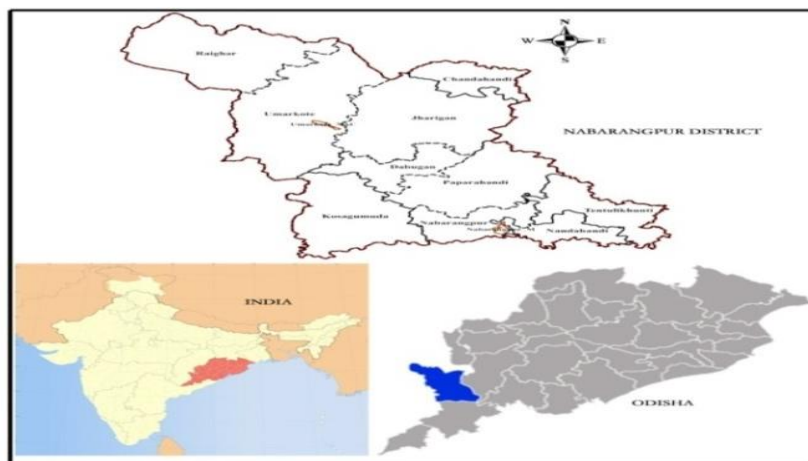 N
W E
S
Raighar
Chandahandi
Umarkote
Jharigan
NABARANGPUR DISTRICT
Dabugan
Paparahandi
Kosagumuda
Tentulikhunti
Nabarangpur
Nandahandi
INDIA
ODISHA